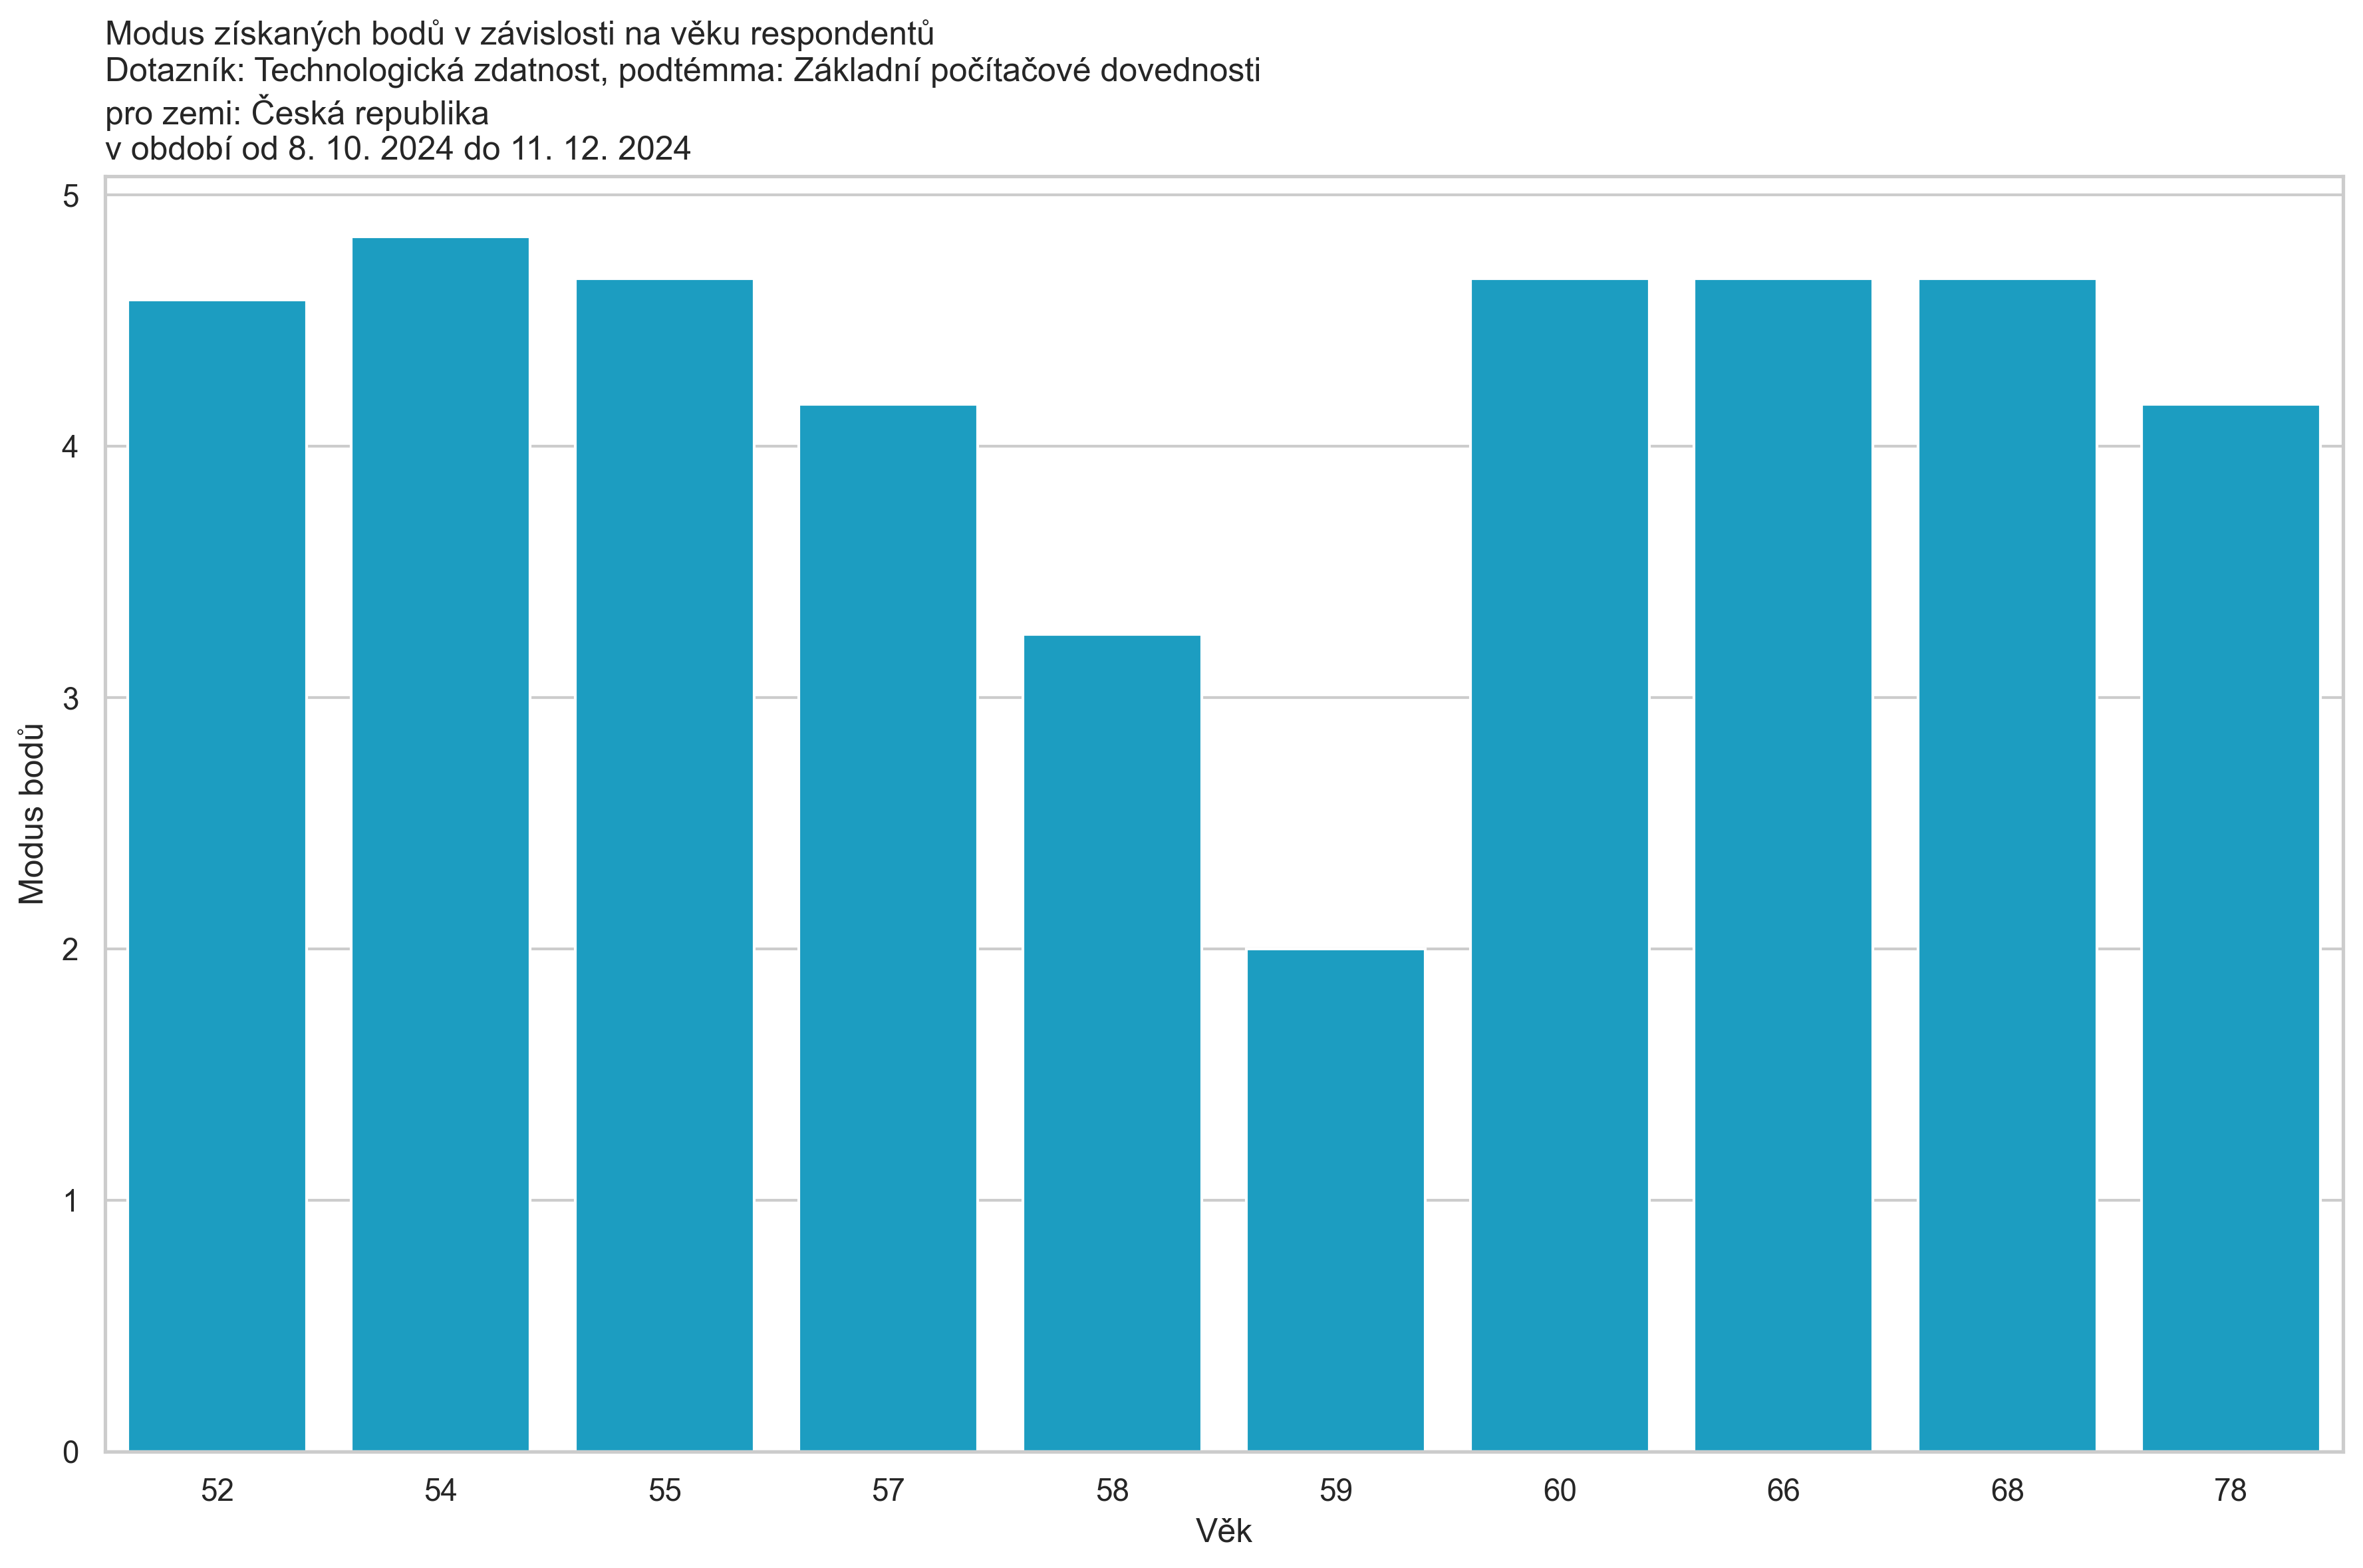 Modus získaných bodů v závislosti na věku respondentů
Dotazník: Technologická zdatnost, podtémma: Základní počítačové dovednosti
pro zemi: Česká republika
v období od 8. 10. 2024 do 11. 12. 2024
5
4
3
2
1
0
Modus bodů
52 54 55 57 58 59 60 66 68 78
Věk